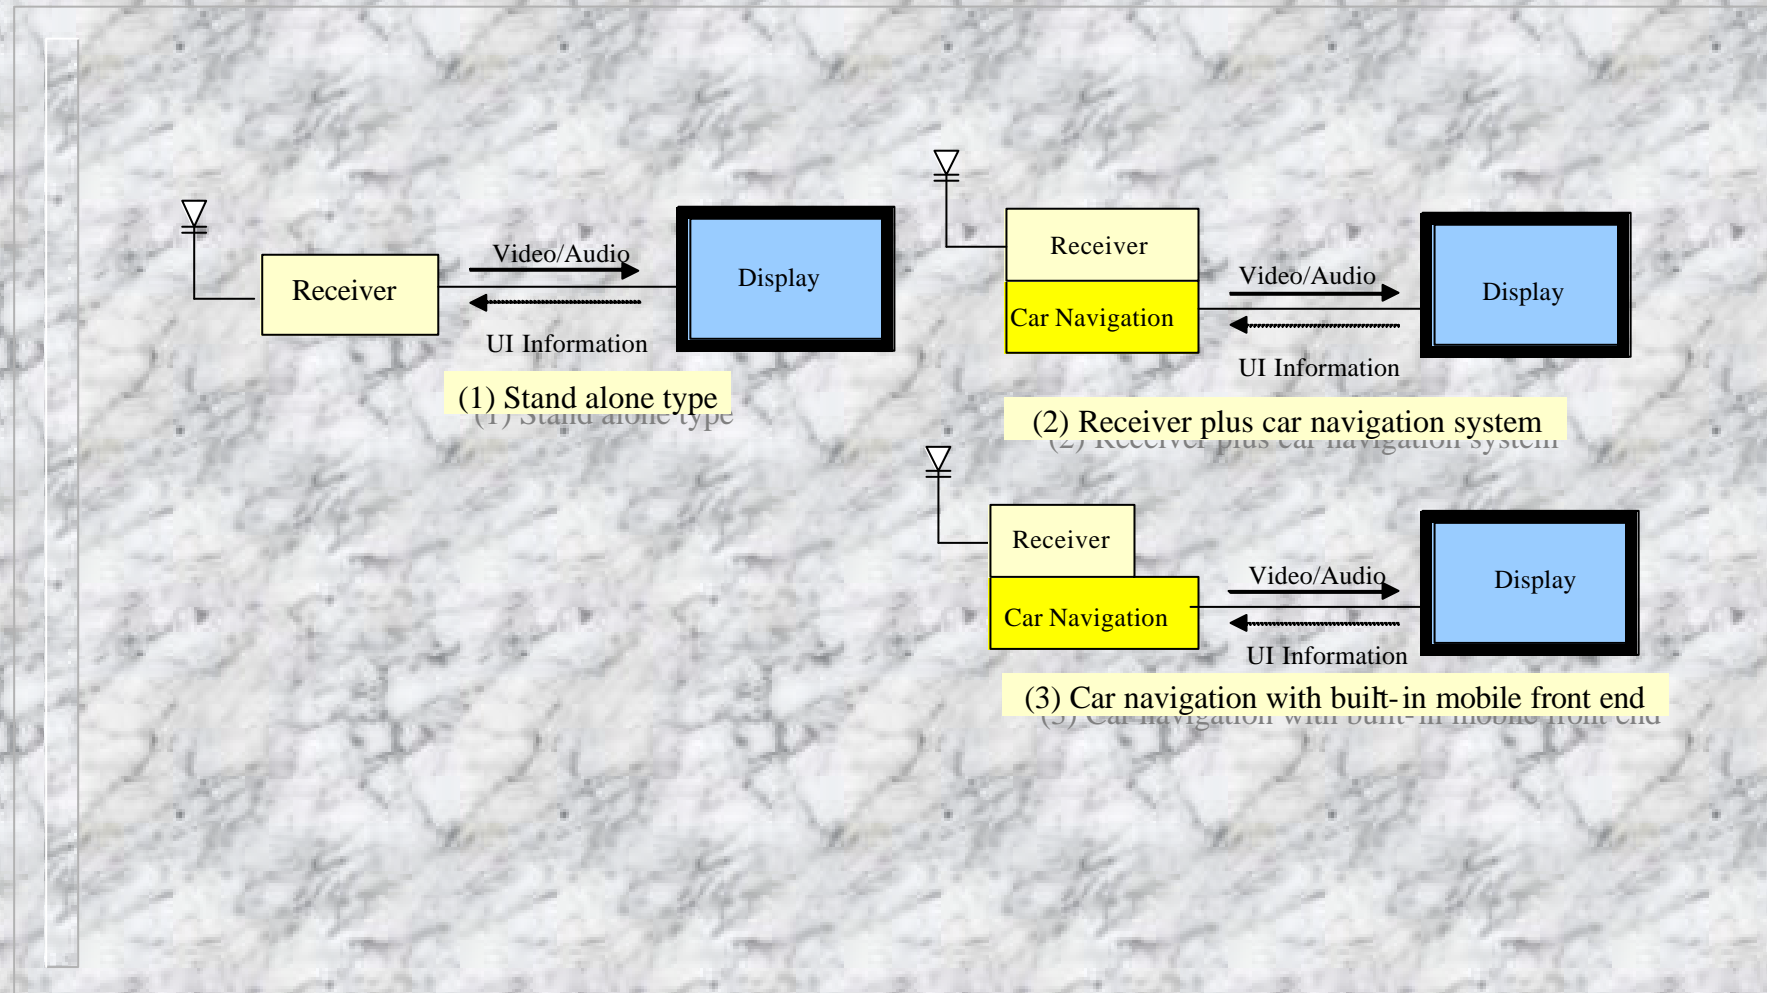 Video/Audio
Receiver
Display
UI Information
(1) Stand alone type
Receiver
Car Navigation
Video/Audio
Display
UI Information
(2) Receiver plus car navigation system
Receiver
Car Navigation
Video/Audio
Display
UI Information
(3) Car navigation with built-in mobile front end